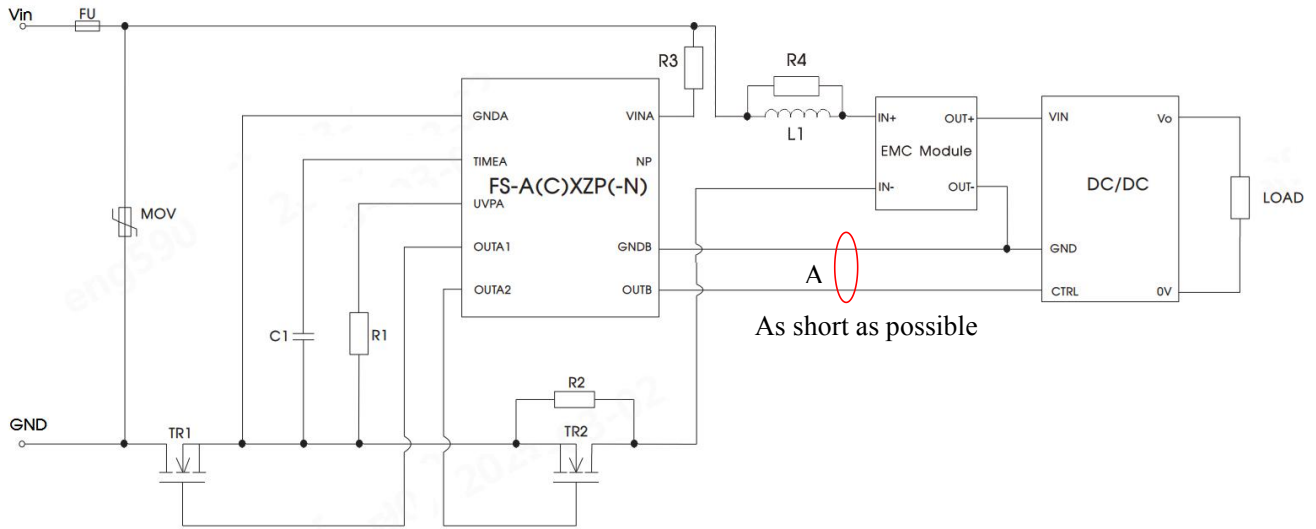 Vin
FU
R3
R4
L1
GNDA
VINA
TIMEA
NP
FS-A(C)XZP(-N)
UVPA
OUTA1
GNDB
OUTA2
OUTB
IN+
OUT+
EMC Module
IN-
OUT-
VIN
Vo
DC/DC
GND
CTRL
0V
LOAD
MOV
A
As short as possible
C1
R1
R2
GND
TR1
TR2